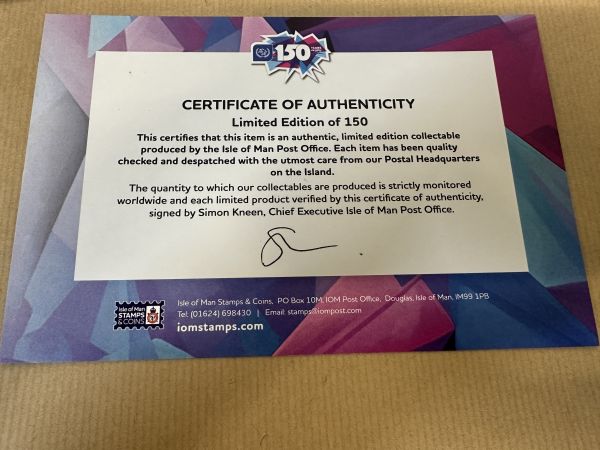 150
CERTIFICATE OF AUTHENTICITY
Limited Edition of 150
This certifies that this item is an authentic, limited edition collectable
produced by the Isle of Man Post Office. Each item has been quality
checked and despatched with the utmost care from our Postal Headquarters
on the Island.
The quantity to which our collectables are produced is strictly monitored
worldwide and each limited product verified by this certificate of authenticity,
signed by Simon Kneen, Chief Executive Isle of Man Post Office.
Isle of Man
STAMPS
& COINS
Isle of Man Stamps & Coins, PO Box 10M, IOM Post Office, Douglas, Isle of Man, IM99 1PB
Tel: (01624) 698430 | Email: stamps@iompost.com
iomstamps.com